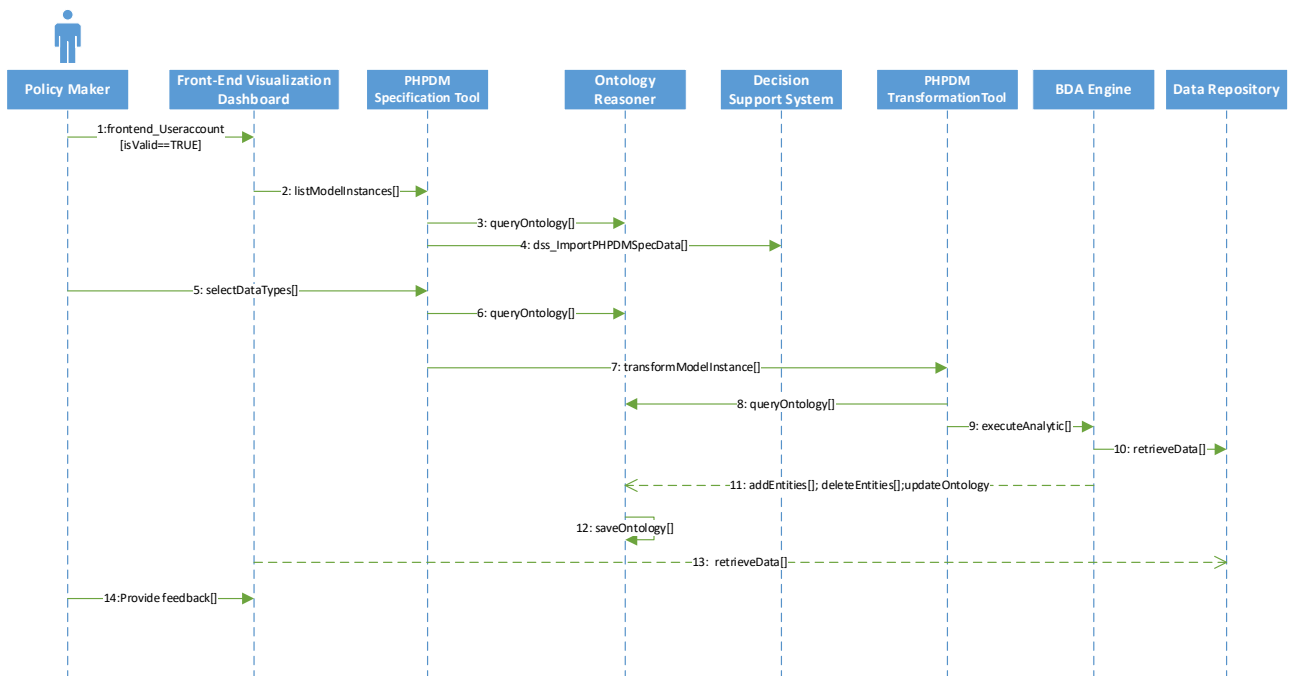 Policy Maker
Front-End Visualization
Dashboard
PHPDM
Specification Tool
Ontology
Reasoner
Decision
Support System
PHPDM
TransformationTool
BDA Engine
Data Repository
1:frontend_Useraccount
[isValid==TRUE]
2: listModelInstances[]
3: queryOntology[]
4: dss_ImportPHPDMSpecData[]
5: selectDataTypes[]
6: queryOntology[]
7: transformModelInstance[]
8: queryOntology[]
9: executeAnalytic[]
10: retrieveData[]
11: addEntities[]; deleteEntities[];updateOntology
12: saveOntology[]
13: retrieveData[]
14:Provide feedback[]